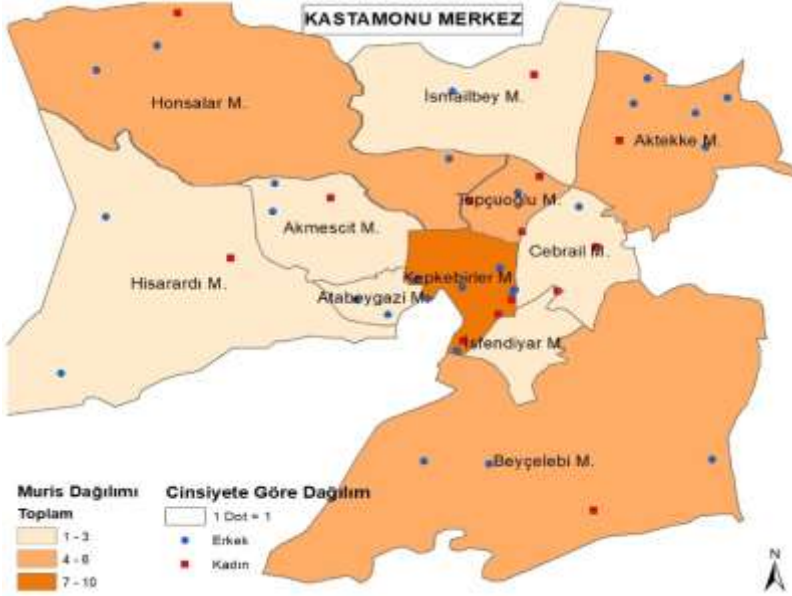 KASTAMONU MERKEZ
Honsalar M.
İsmailbey M.
Aktekke M.
Topçuoğlu M.
Akmescit M.
Cebrail M.
Hisarardı M.
Kepkebirler M.
Atabeygazi M.
İsfendiyar M.
Beyçelebi M.
Muris Dağılımı
Toplam
1 - 3
4 - 6
7 - 10
Cinsiyete Göre Dağılım
1 Dot = 1
Erkek
Kadın
N